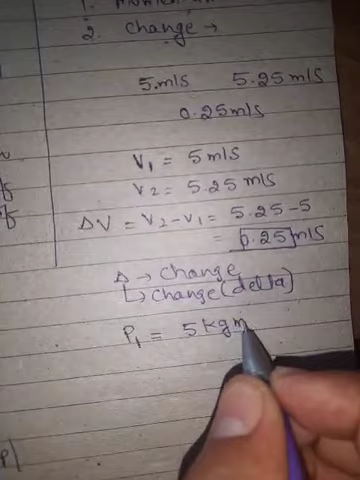 2. Change →
5.m/s 5.25 m/s
0.25m/s
V₁ = 5 m/s
V₂ = 5.25 m/s
ΔV = V₂-V₁ = 5.25-5
= 0.25 m/s
Δ → Change
↳ Change (delta)
P₁ = 5 kg m